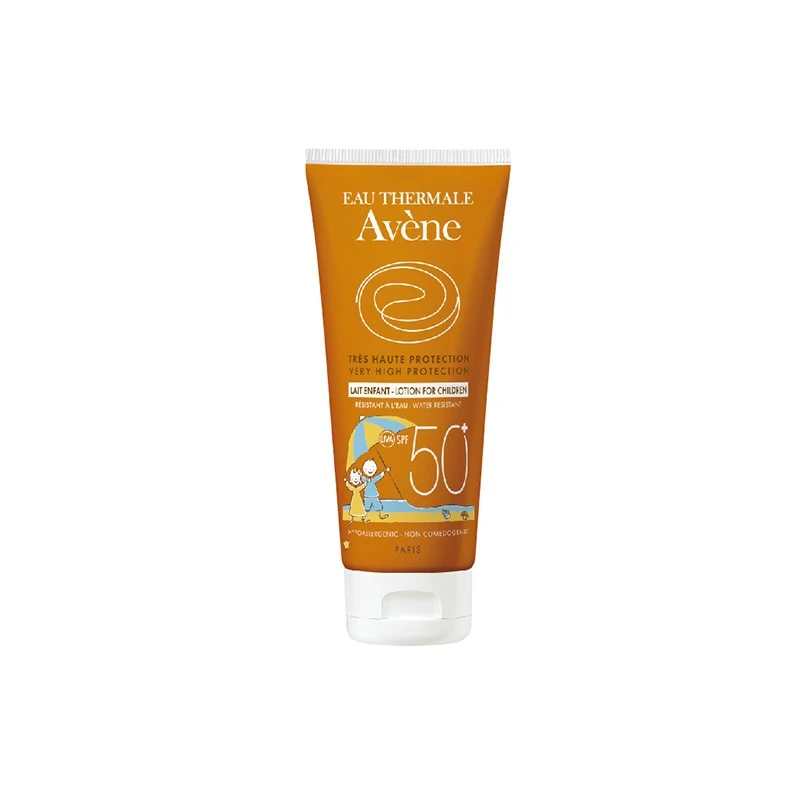 EAU THERMALE
Avène
TRÈS HAUTE PROTECTION
VERY HIGH PROTECTION
LAIT ENFANT - LOTION FOR CHILDREN
RÉSISTANT À L'EAU - WATER RESISTANT
UVA SPF 50+
HYPOALLERGENIC - NON COMEDOGENIC
PARIS